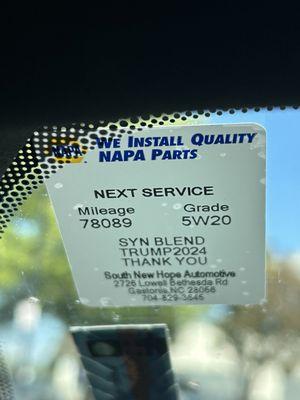 NAPA
WE INSTALL QUALITY
NAPA PARTS
NEXT SERVICE
Mileage Grade
78089 5W20
SYN BLEND
TRUMP2024
THANK YOU
South New Hope Automotive
2726 Lowell Bethesda Rd
Gastonia, NC 28056
704-829-3645